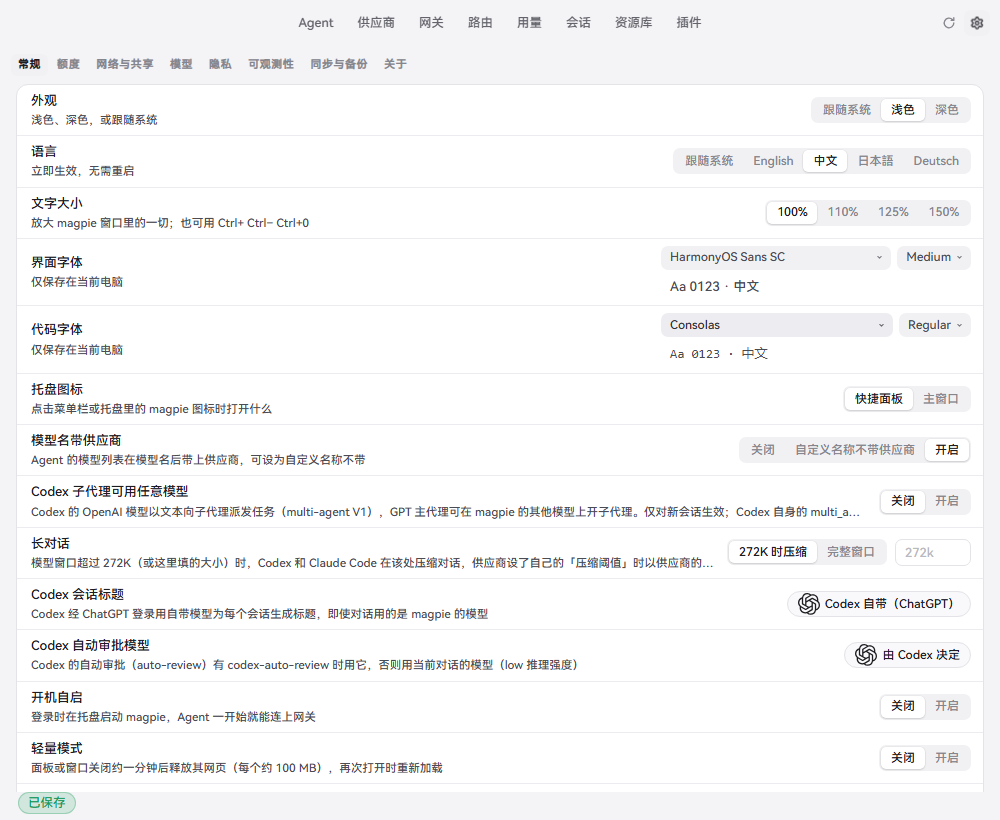 Agent 供应商 网关 路由 用量 会话 资源库 插件
常规 额度 网络与共享 模型 隐私 可观测性 同步与备份 关于
外观
浅色、深色，或跟随系统
跟随系统 浅色 深色
语言
立即生效，无需重启
跟随系统 English 中文 日本語 Deutsch
文字大小
放大 magpie 窗口里的一切；也可用 Ctrl+ Ctrl− Ctrl+0
100% 110% 125% 150%
界面字体
仅保存在当前电脑
HarmonyOS Sans SC Medium
Aa 0123 · 中文
代码字体
仅保存在当前电脑
Consolas Regular
Aa 0123 · 中文
托盘图标
点击菜单栏或托盘里的 magpie 图标时打开什么
快捷面板 主窗口
模型名带供应商
Agent 的模型列表在模型名后带上供应商，可设为自定义名称不带
关闭 自定义名称不带供应商 开启
Codex 子代理可用任意模型
Codex 的 OpenAI 模型以文本向子代理派发任务（multi-agent V1），GPT 主代理可在 magpie 的其他模型上开子代理。仅对新会话生效；Codex 自身的 multi_a...
关闭 开启
长对话
模型窗口超过 272K（或这里填的大小）时，Codex 和 Claude Code 在该处压缩对话，供应商设了自己的「压缩阈值」时以供应商的...
272K 时压缩 完整窗口 272k
Codex 会话标题
Codex 经 ChatGPT 登录用自带模型为每个会话生成标题，即使对话用的是 magpie 的模型
Codex 自带（ChatGPT）
Codex 自动审批模型
Codex 的自动审批（auto-review）有 codex-auto-review 时用它，否则用当前对话的模型（low 推理强度）
由 Codex 决定
开机自启
登录时在托盘启动 magpie，Agent 一开始就能连上网关
关闭 开启
轻量模式
面板或窗口关闭约一分钟后释放其网页（每个约 100 MB），再次打开时重新加载
关闭 开启
已保存